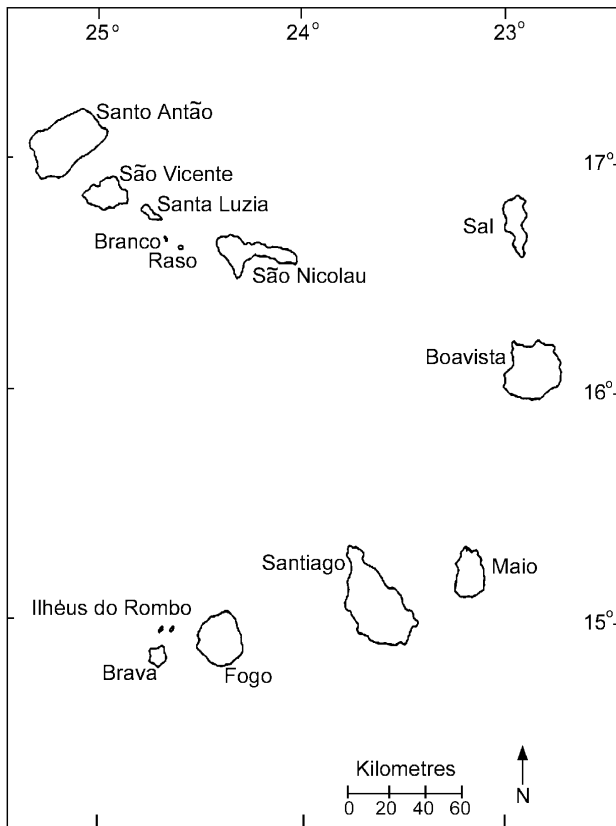 25° 24° 23°
Santo Antão
17°
São Vicente
Santa Luzia
Sal
Branco
Raso
São Nicolau
Boavista
16°
Santiago
Maio
Ilhéus do Rombo
15°
Brava
Fogo
Kilometres
0 20 40 60
N